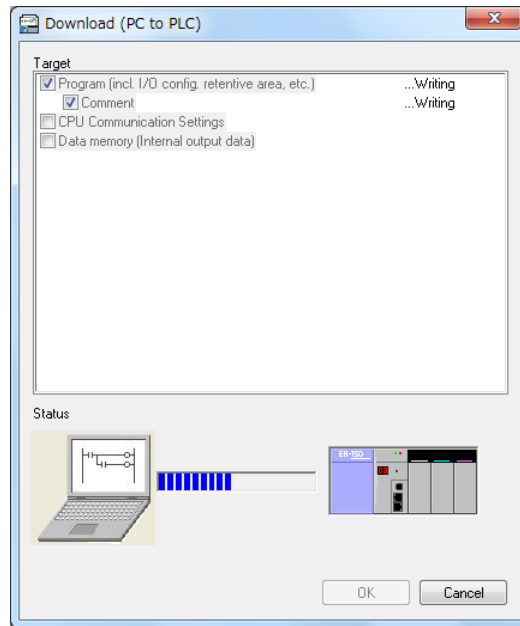 Download (PC to PLC)
Target
Program (incl. I/O config. retentive area, etc.) ...Writing
Comment ...Writing
CPU Communication Settings
Data memory (Internal output data)
Status
EH-150
OK Cancel